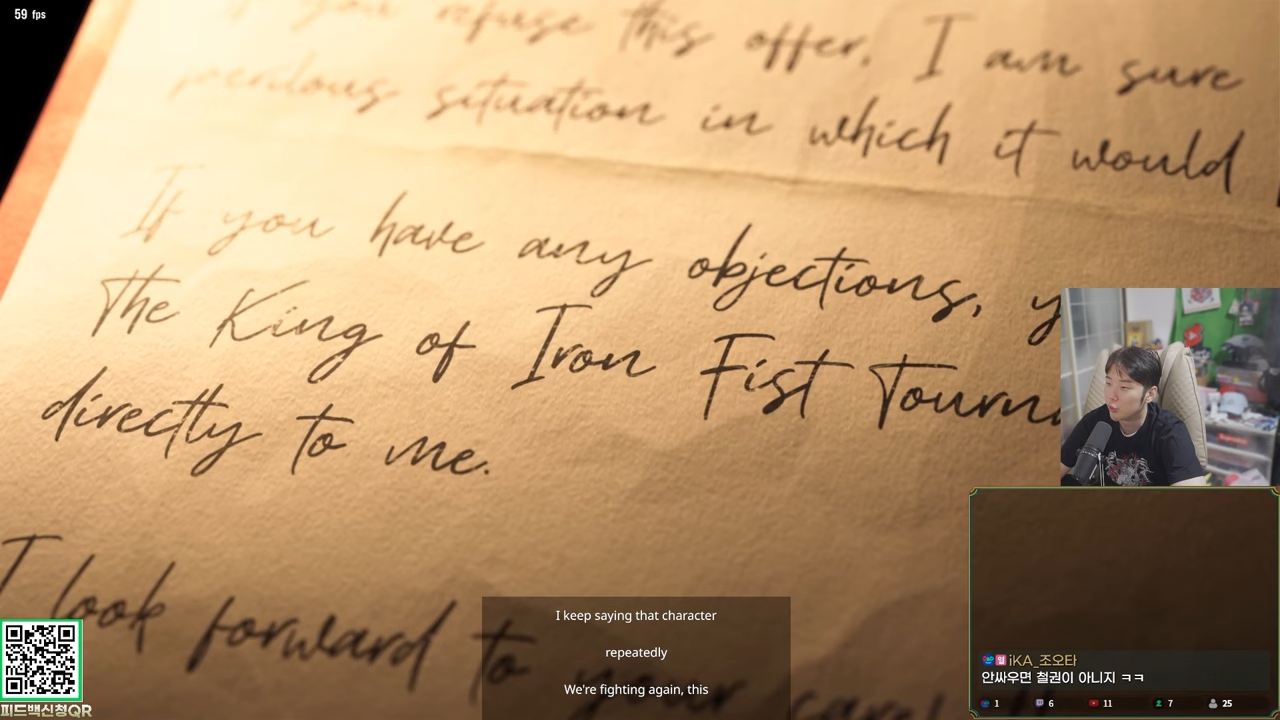 59 fps
you refuse this offer, I am sure
perilous situation in which it would
If you have any objections, y
The King of Iron Fist Tourn
directly to me.
I look forward to your
I keep saying that character
repeatedly
We're fighting again, this
iKA_조오타
안싸우면 철권이 아니지 ㅋㅋ
1 6 11 7 25
피드백신청QR